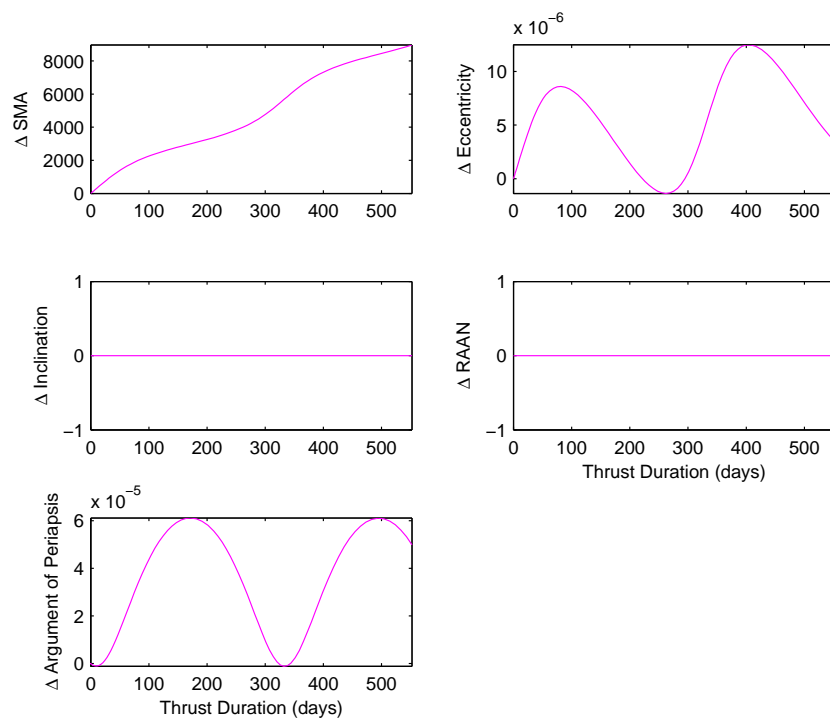 8000
6000
4000
2000
0
Δ SMA
0 100 200 300 400 500
x 10⁻⁶
10
5
0
Δ Eccentricity
0 100 200 300 400 500
1
0
−1
Δ Inclination
0 100 200 300 400 500
1
0
−1
Δ RAAN
0 100 200 300 400 500
Thrust Duration (days)
x 10⁻⁵
6
4
2
0
Δ Argument of Periapsis
0 100 200 300 400 500
Thrust Duration (days)